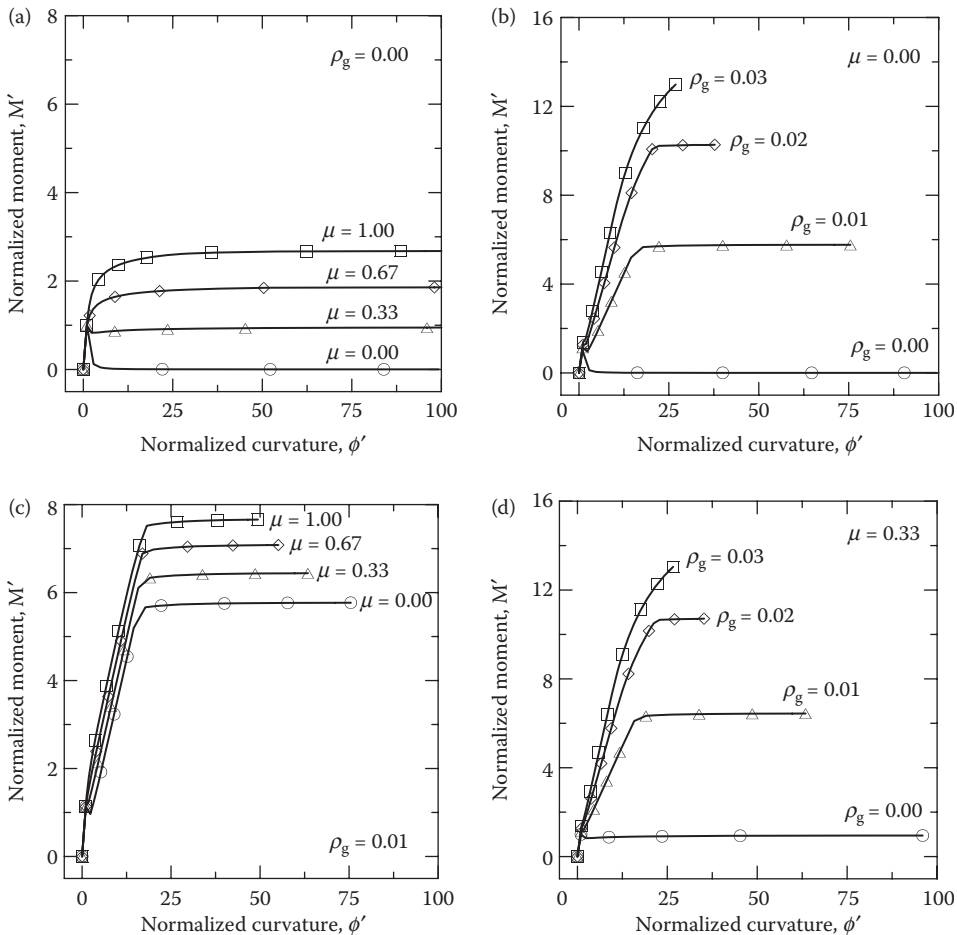 (a)
8
6
4
2
0
Normalized moment, M′
ρg = 0.00
μ = 1.00
μ = 0.67
μ = 0.33
μ = 0.00
0 25 50 75 100
Normalized curvature, ϕ′
(b)
16
12
8
4
0
Normalized moment, M′
μ = 0.00
ρg = 0.03
ρg = 0.02
ρg = 0.01
ρg = 0.00
0 25 50 75 100
Normalized curvature, ϕ′
(c)
8
7
6
5
4
3
2
1
0
Normalized moment, M′
μ = 1.00
μ = 0.67
μ = 0.33
μ = 0.00
ρg = 0.01
0 25 50 75 100
Normalized curvature, ϕ′
(d)
16
12
8
4
0
Normalized moment, M′
μ = 0.33
ρg = 0.03
ρg = 0.02
ρg = 0.01
ρg = 0.00
0 25 50 75 100
Normalized curvature, ϕ′